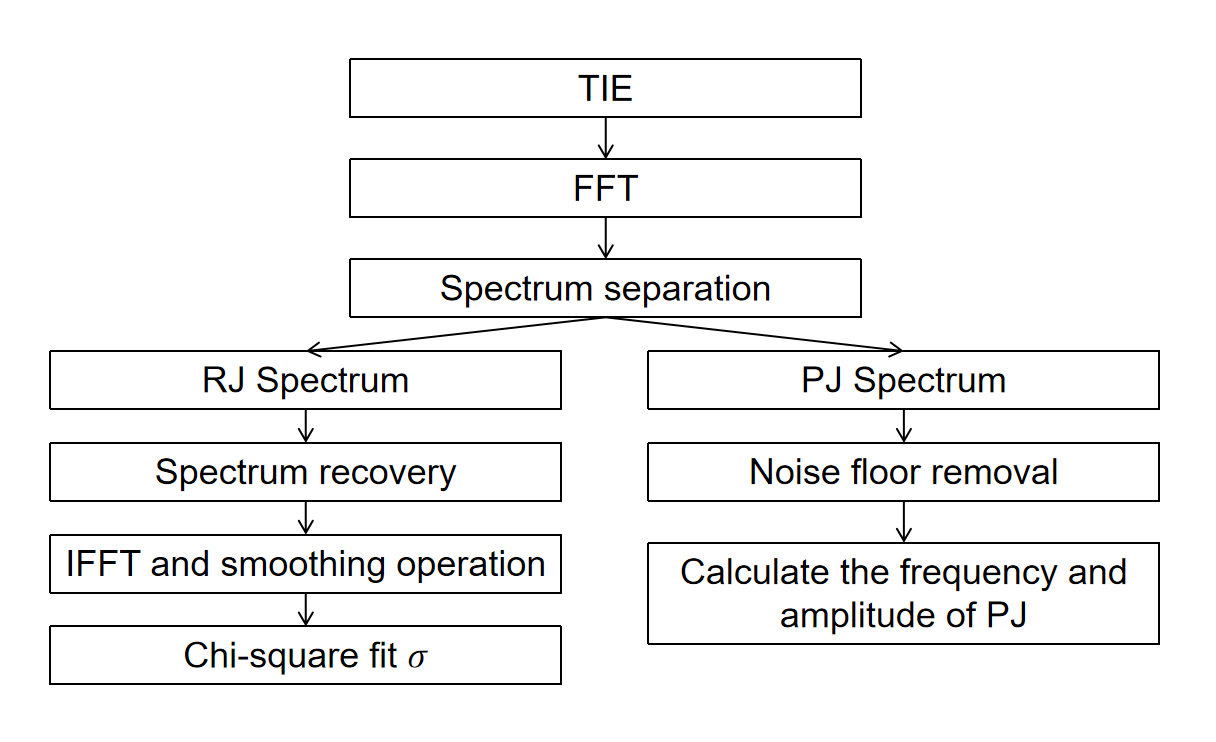 TIE
FFT
Spectrum separation
RJ Spectrum
PJ Spectrum
Spectrum recovery
Noise floor removal
IFFT and smoothing operation
Calculate the frequency and
amplitude of PJ
Chi-square fit σ